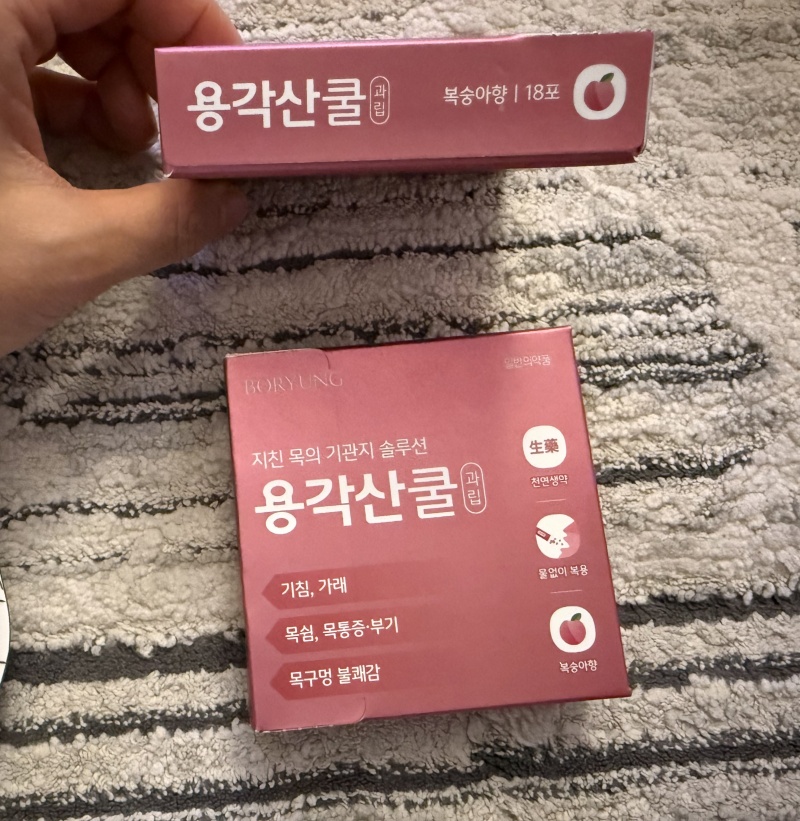 용각산쿨 과립
복숭아향 | 18포
BORYUNG
일반의약품
지친 목의 기관지 솔루션
용각산쿨 과립
기침, 가래
목쉼, 목통증·부기
목구멍 불쾌감
生藥
천연생약
물없이 복용
복숭아향